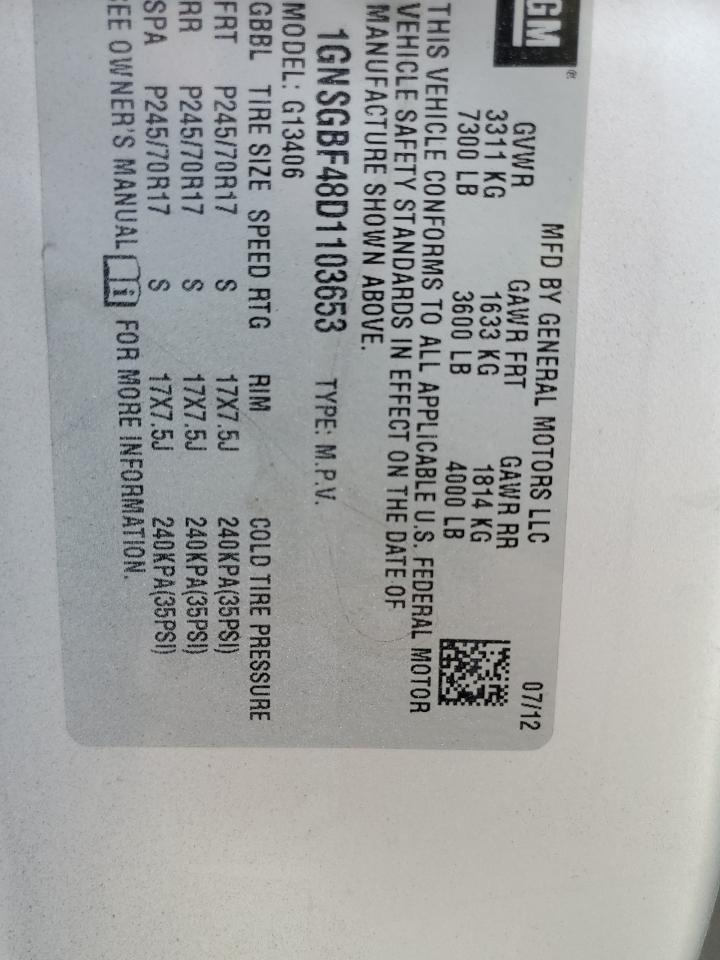 GM
MFD BY GENERAL MOTORS LLC 07/12
GVWR GAWR FRT GAWR RR
3311 KG 1633 KG 1814 KG
7300 LB 3600 LB 4000 LB
THIS VEHICLE CONFORMS TO ALL APPLICABLE U.S. FEDERAL MOTOR
VEHICLE SAFETY STANDARDS IN EFFECT ON THE DATE OF
MANUFACTURE SHOWN ABOVE.
1GNSGBF48D1103653 TYPE: M.P.V.
MODEL: G13406
GBBL TIRE SIZE SPEED RTG RIM COLD TIRE PRESSURE
FRT P245/70R17 S 17X7.5J 240KPA(35PSI)
RR P245/70R17 S 17X7.5J 240KPA(35PSI)
SPA P245/70R17 S 17X7.5J 240KPA(35PSI)
SEE OWNER'S MANUAL i FOR MORE INFORMATION.